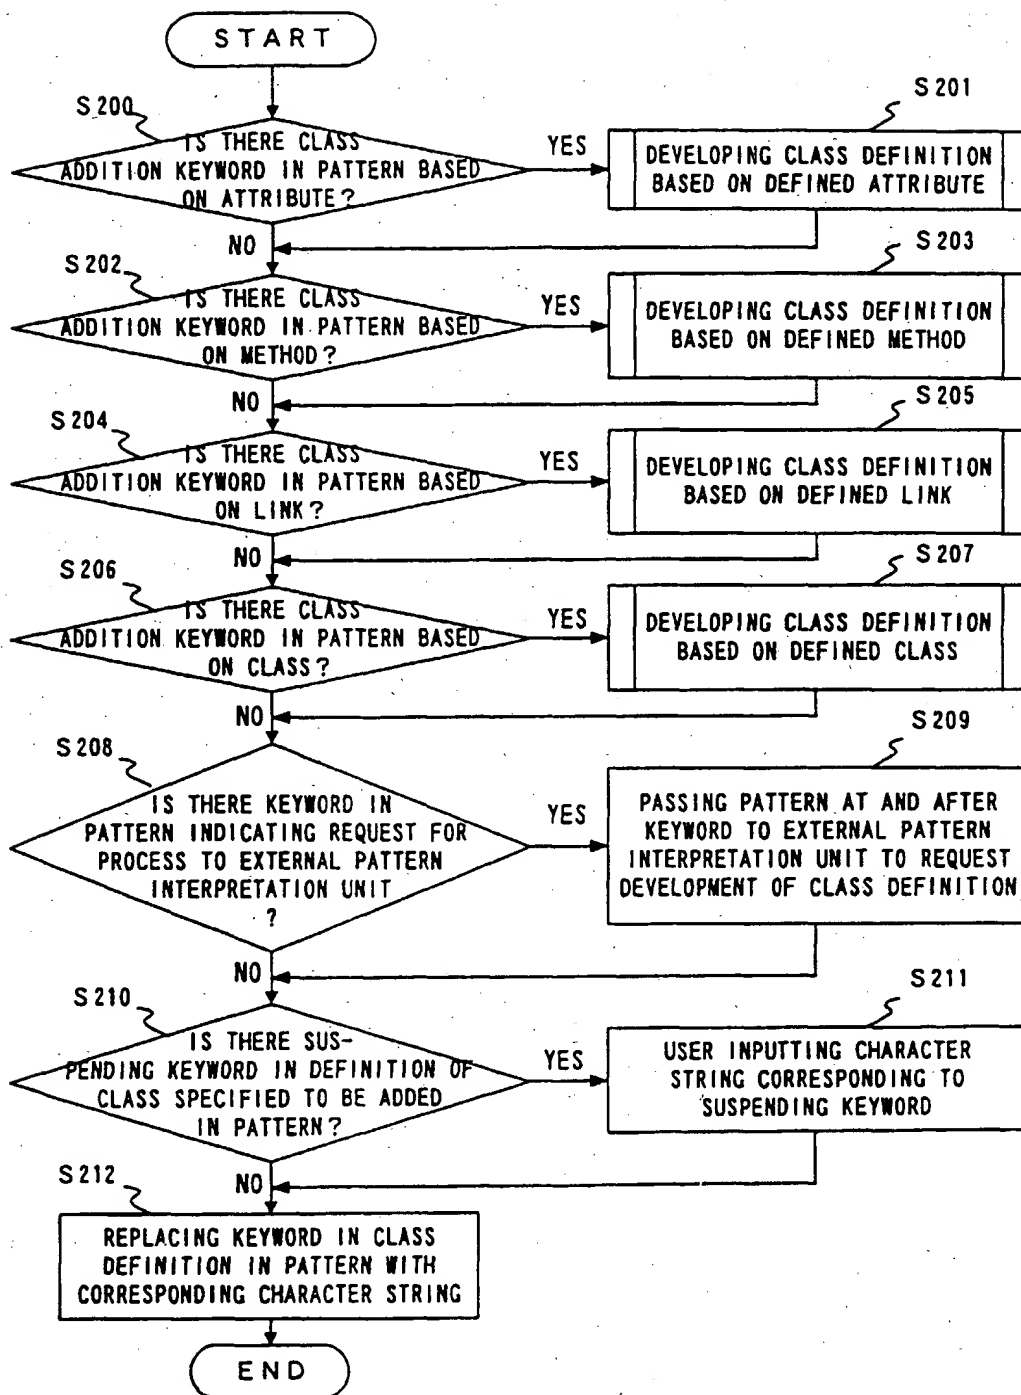 START
S200
IS THERE CLASS
ADDITION KEYWORD IN PATTERN BASED
ON ATTRIBUTE?
YES
S201
DEVELOPING CLASS DEFINITION
BASED ON DEFINED ATTRIBUTE
NO
S202
IS THERE CLASS
ADDITION KEYWORD IN PATTERN BASED
ON METHOD?
YES
S203
DEVELOPING CLASS DEFINITION
BASED ON DEFINED METHOD
NO
S204
IS THERE CLASS
ADDITION KEYWORD IN PATTERN BASED
ON LINK?
YES
S205
DEVELOPING CLASS DEFINITION
BASED ON DEFINED LINK
NO
S206
IS THERE CLASS
ADDITION KEYWORD IN PATTERN BASED
ON CLASS?
YES
S207
DEVELOPING CLASS DEFINITION
BASED ON DEFINED CLASS
NO
S208
IS THERE KEYWORD IN
PATTERN INDICATING REQUEST FOR
PROCESS TO EXTERNAL PATTERN
INTERPRETATION UNIT
?
YES
S209
PASSING PATTERN AT AND AFTER
KEYWORD TO EXTERNAL PATTERN
INTERPRETATION UNIT TO REQUEST
DEVELOPMENT OF CLASS DEFINITION
NO
S210
IS THERE SUS-
PENDING KEYWORD IN DEFINITION OF
CLASS SPECIFIED TO BE ADDED
IN PATTERN?
YES
S211
USER INPUTTING CHARACTER
STRING CORRESPONDING TO
SUSPENDING KEYWORD
NO
S212
REPLACING KEYWORD IN CLASS
DEFINITION IN PATTERN WITH
CORRESPONDING CHARACTER STRING
END